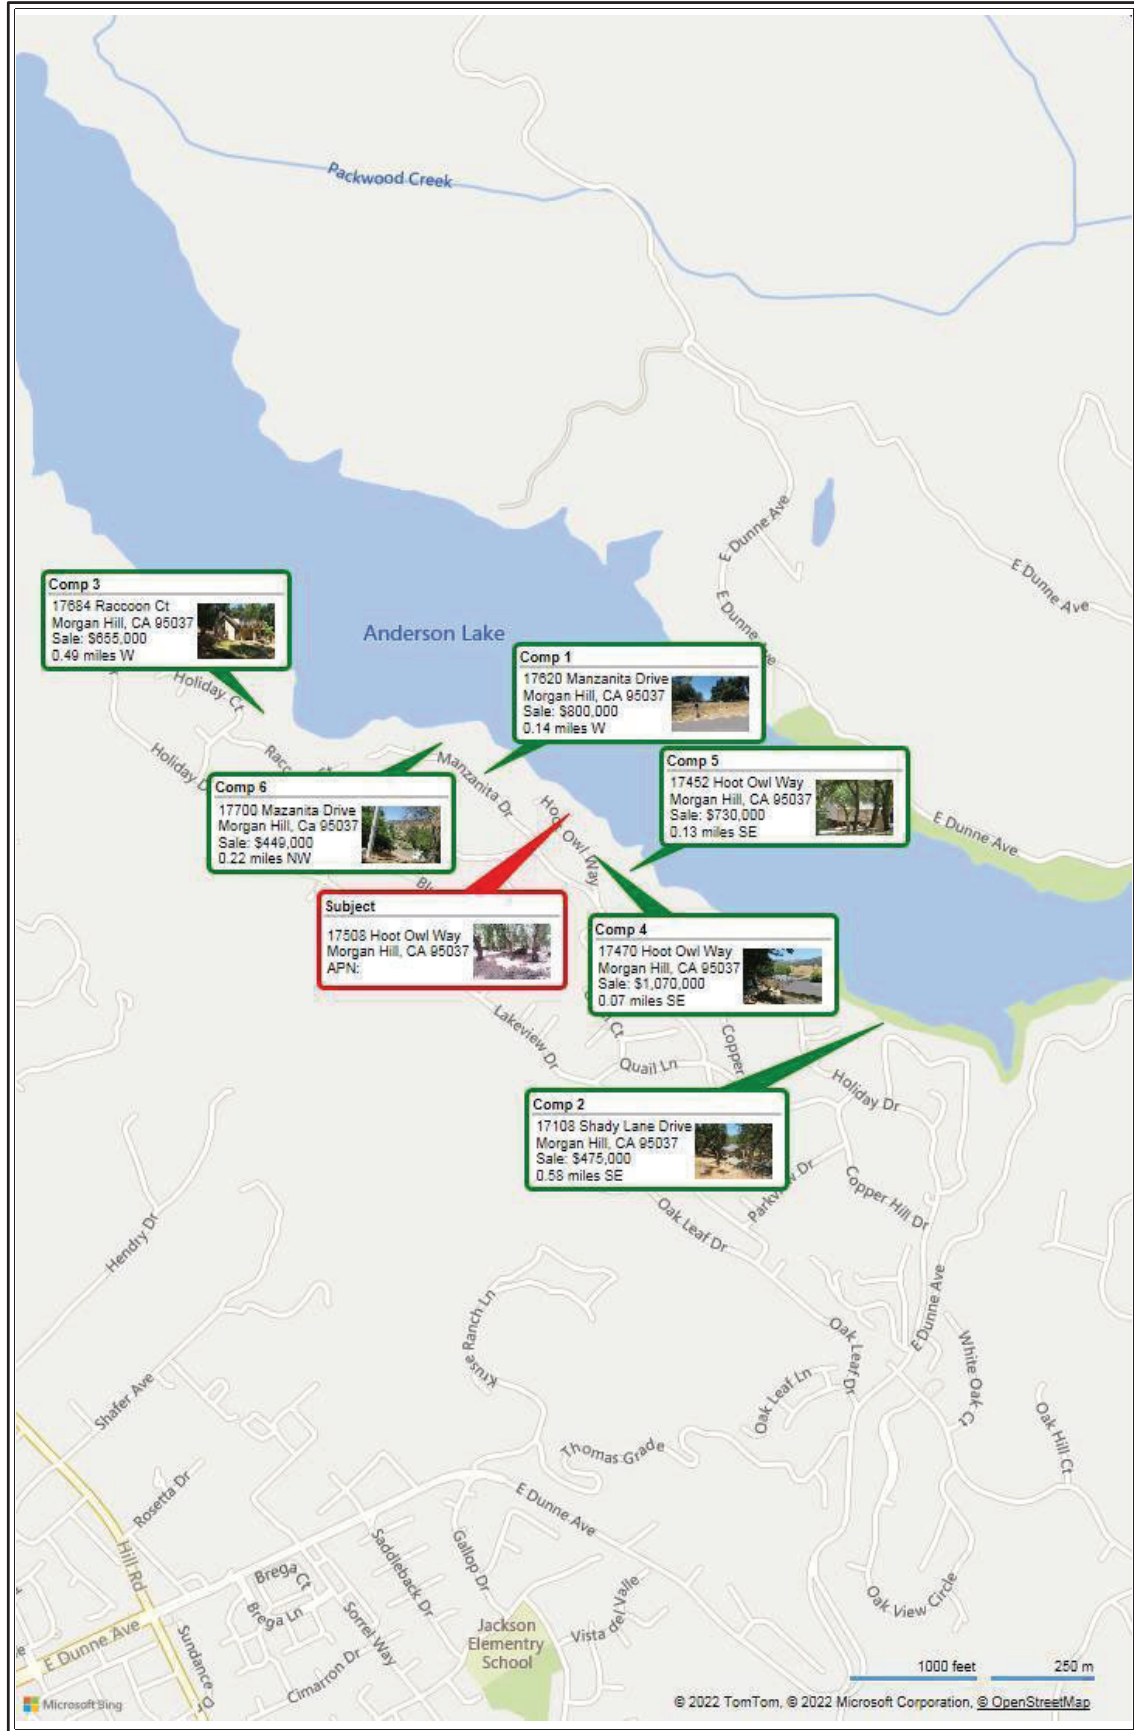 Packwood Creek
E Dunne Ave
E Dunne Ave
E Dunne Ave
Comp 3
17684 Raccoon Ct
Morgan Hill, CA 95037
Sale: $655,000
0.49 miles W
Anderson Lake
Comp 1
17620 Manzanita Drive
Morgan Hill, CA 95037
Sale: $800,000
0.14 miles W
Holiday Ct
Holiday D
Racc
Manzanita Dr
Comp 5
17452 Hoot Owl Way
Morgan Hill, CA 95037
Sale: $730,000
0.13 miles SE
Comp 6
17700 Mazanita Drive
Morgan Hill, Ca 95037
Sale: $449,000
0.22 miles NW
Hoot Owl Way
E Dunne Ave
Bl
Subject
17508 Hoot Owl Way
Morgan Hill, CA 95037
APN:
Comp 4
17470 Hoot Owl Way
Morgan Hill, CA 95037
Sale: $1,070,000
0.07 miles SE
Lakeview Dr
Ct
Quail Ln
Copper
Holiday Dr
Comp 2
17108 Shady Lane Drive
Morgan Hill, CA 95037
Sale: $475,000
0.58 miles SE
Parkview Dr
Copper Hill Dr
Oak Leaf Dr
Hendry Dr
E Dunne Ave
Kruse Ranch Ln
Oak Leaf Dr
White Oak Ct
Oak Leaf Ln
Oak Hill Ct
Shafer Ave
Thomas Grade
Rosetta Dr
E Dunne Ave
Hill Rd
Saddleback Dr
Gallop Dr
Brega Ct
Brega Ln
Sorrel Way
Vista del Valle
Oak View Circle
E Dunne Ave
Sundance Dr
Cimarron Dr
Jackson
Elementry
School
1000 feet 250 m
Microsoft Bing
© 2022 TomTom, © 2022 Microsoft Corporation, © OpenStreetMap